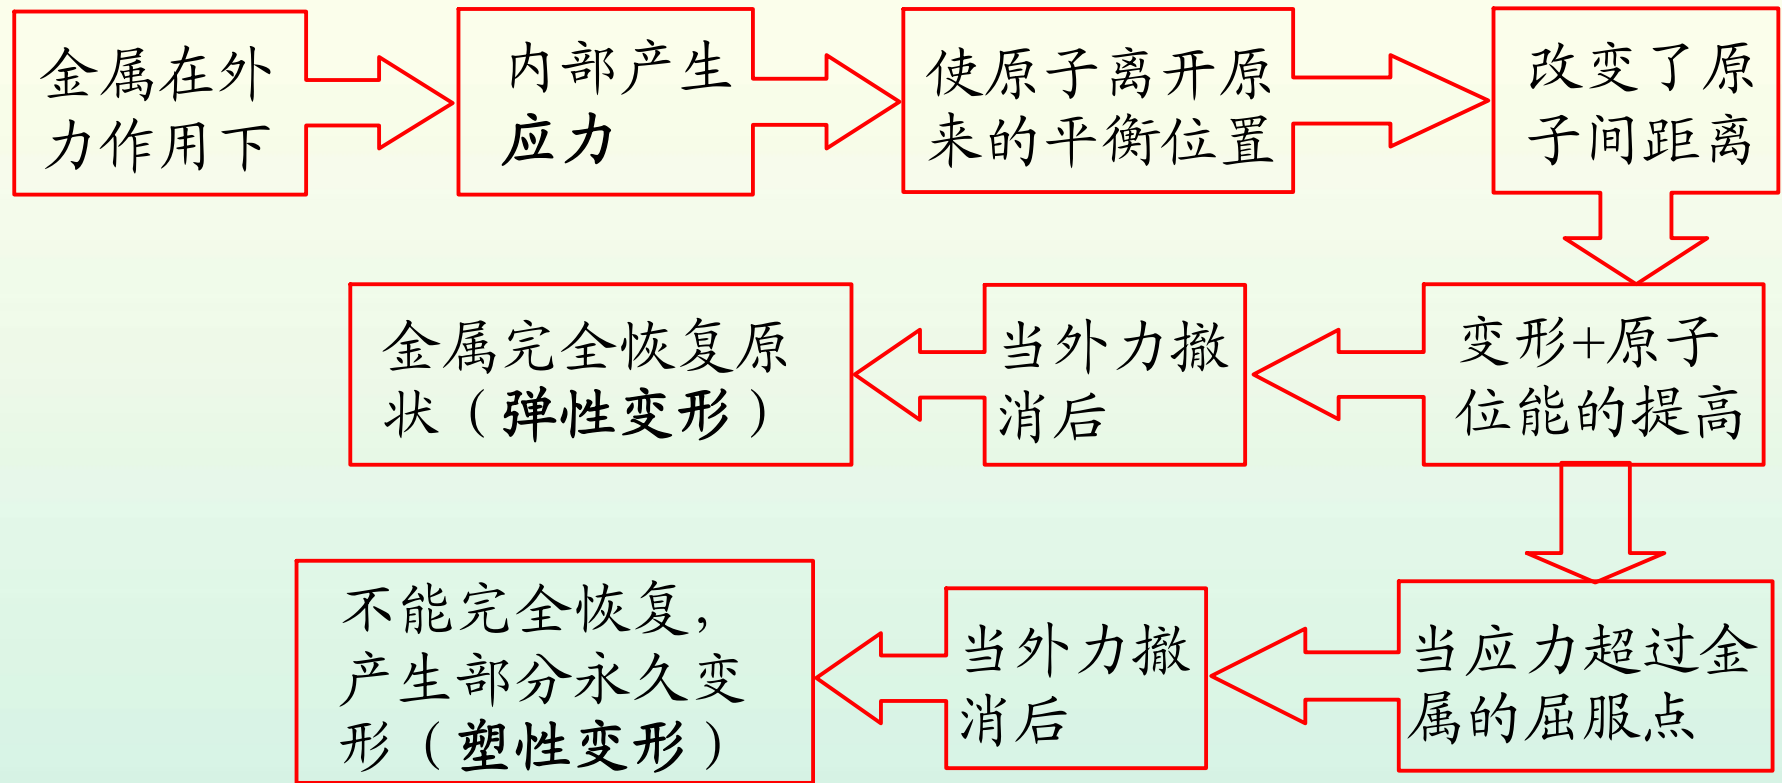 金属在外
力作用下
内部产生
应力
使原子离开原
来的平衡位置
改变了原
子间距离
变形+原子
位能的提高
当外力撤
消后
金属完全恢复原
状（弹性变形）
当应力超过金
属的屈服点
当外力撤
消后
不能完全恢复，
产生部分永久变
形（塑性变形）